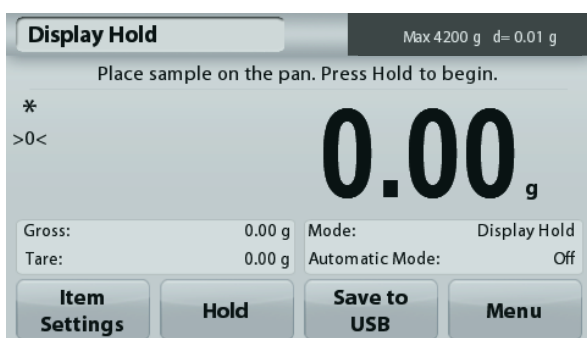 Display Hold
Max 4200 g d= 0.01 g
Place sample on the pan. Press Hold to begin.
*
>0<
0.00 g
Gross: 0.00 g Mode: Display Hold
Tare: 0.00 g Automatic Mode: Off
Item Settings
Hold
Save to USB
Menu